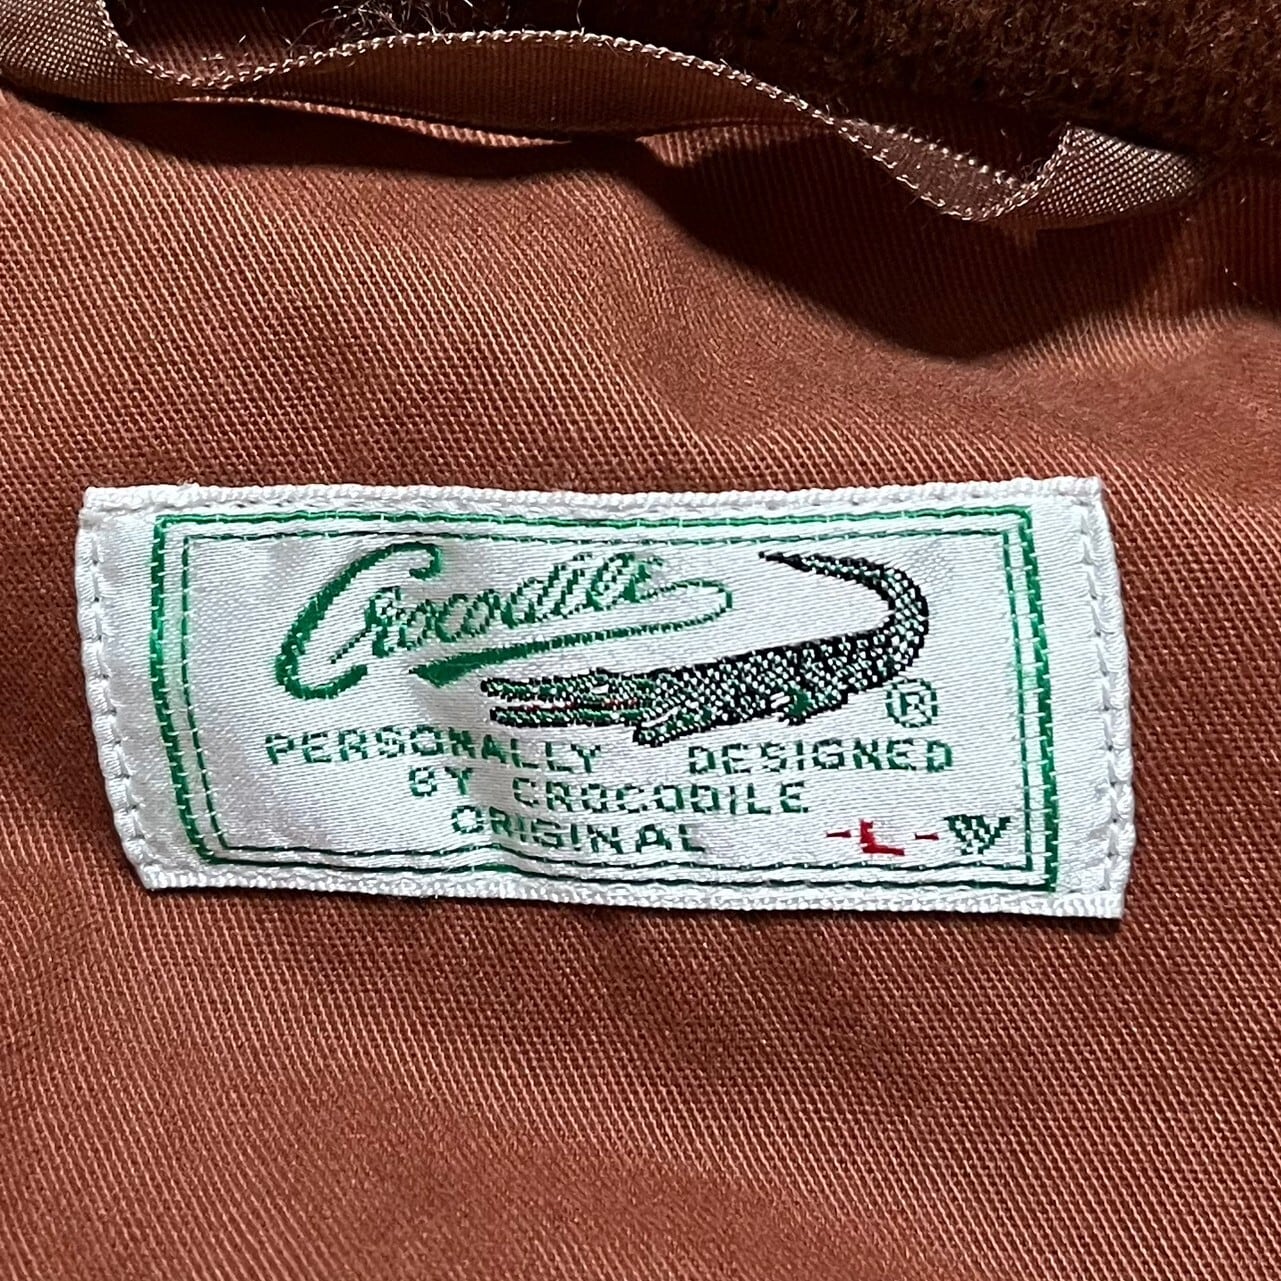 Crocodile
®
PERSONALLY DESIGNED
BY CROCODILE
ORIGINAL -L-